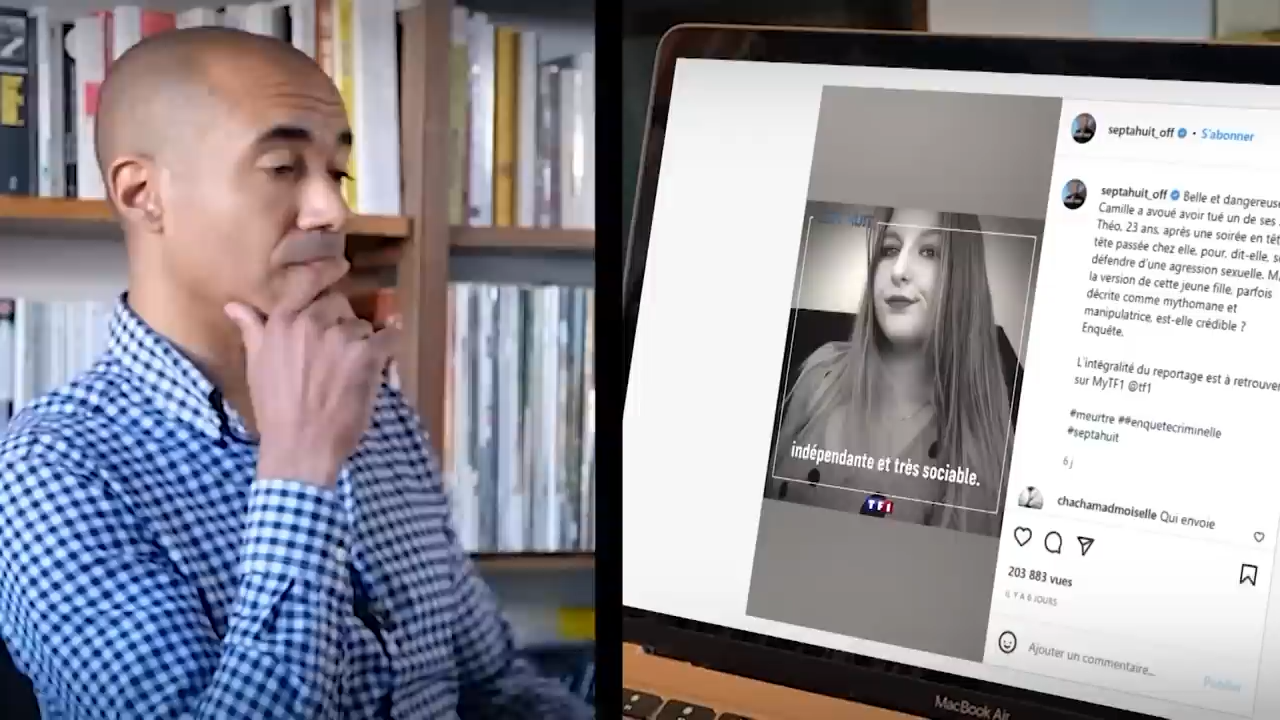 septahuit_off • S'abonner
septahuit_off Belle et dangereuse
Camille a avoué avoir tué un de ses
Théo, 23 ans, après une soirée en tê
tête passée chez elle, pour, dit-elle, s
défendre d'une agression sexuelle. M
la version de cette jeune fille, parfois
décrite comme mythomane et
manipulatrice, est-elle crédible ?
Enquête.
L'intégralité du reportage est à retrouver
sur MyTF1 @tf1
#meurtre ##enquetecriminelle
#septahuit
6 j
indépendante et très sociable.
TF1
chachamadmoiselle Qui envoie
203 883 vues
IL Y A 6 JOURS
Ajouter un commentaire...
Publier
MacBook Air